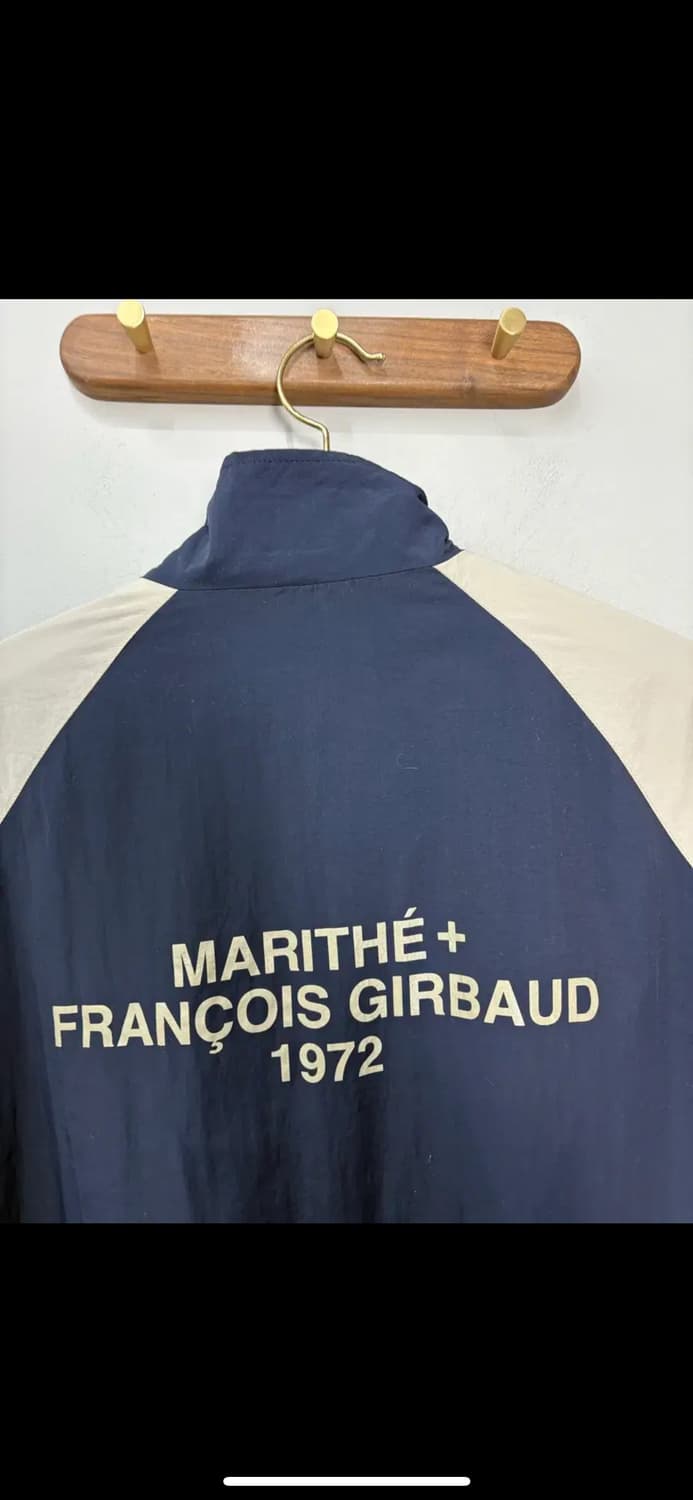 MARITHÉ +
FRANÇOIS GIRBAUD
1972